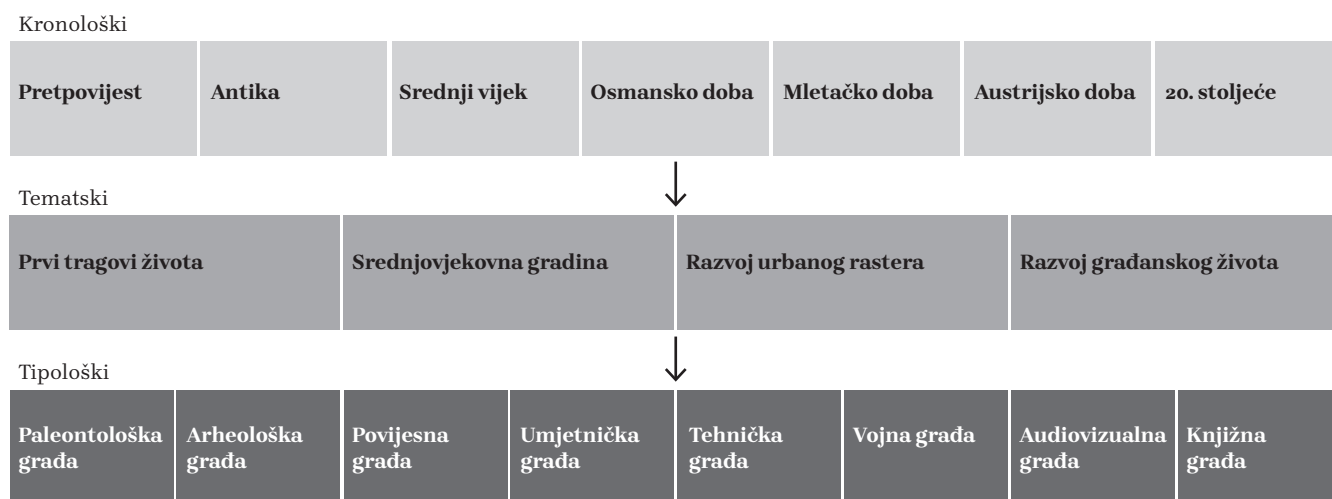 Kronološki
Pretpovijest
Antika
Srednji vijek
Osmansko doba
Mletačko doba
Austrijsko doba
20. stoljeće
Tematski
Prvi tragovi života
Srednjovjekovna gradina
Razvoj urbanog rastera
Razvoj građanskog života
Tipološki
Paleontološka
građa
Arheološka
građa
Povijesna
građa
Umjetnička
građa
Tehnička
građa
Vojna građa
Audiovizualna
građa
Knjižna
građa